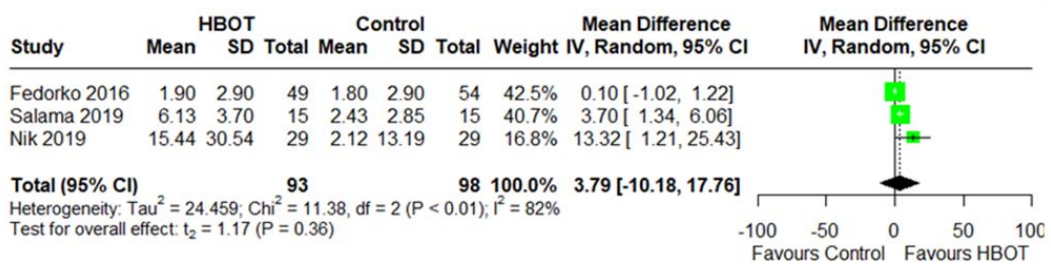 HBOT Control Mean Difference Mean Difference
Study Mean SD Total Mean SD Total Weight IV, Random, 95% CI IV, Random, 95% CI
Fedorko 2016 1.90 2.90 49 1.80 2.90 54 42.5% 0.10 [-1.02, 1.22]
Salama 2019 6.13 3.70 15 2.43 2.85 15 40.7% 3.70 [ 1.34, 6.06]
Nik 2019 15.44 30.54 29 2.12 13.19 29 16.8% 13.32 [ 1.21, 25.43]
Total (95% CI) 93 98 100.0% 3.79 [-10.18, 17.76]
Heterogeneity: Tau² = 24.459; Chi² = 11.38, df = 2 (P < 0.01); I² = 82%
Test for overall effect: t₂ = 1.17 (P = 0.36)
-100 -50 0 50 100
Favours Control Favours HBOT